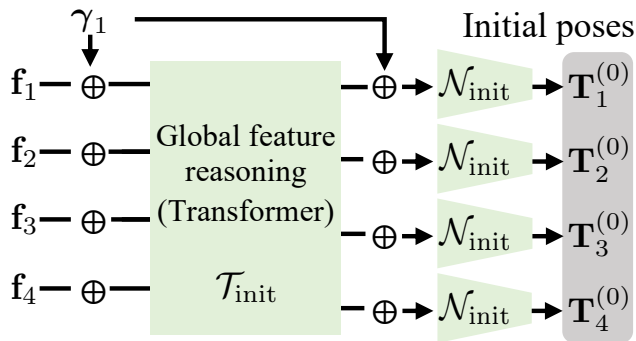 γ₁
Initial poses
f₁ ⊕ ⊕ 𝒩init T₁⁽⁰⁾
Global feature
reasoning
(Transformer)
𝒯init
f₂ ⊕ ⊕ 𝒩init T₂⁽⁰⁾
f₃ ⊕ ⊕ 𝒩init T₃⁽⁰⁾
f₄ ⊕ ⊕ 𝒩init T₄⁽⁰⁾